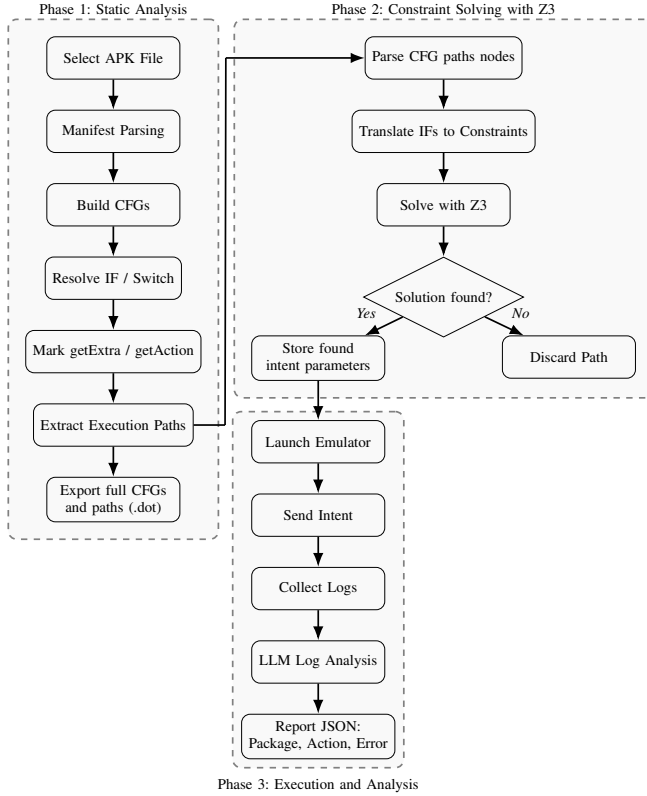 Phase 1: Static Analysis
Select APK File
Manifest Parsing
Build CFGs
Resolve IF / Switch
Mark getExtra / getAction
Extract Execution Paths
Export full CFGs
and paths (.dot)
Phase 2: Constraint Solving with Z3
Parse CFG paths nodes
Translate IFs to Constraints
Solve with Z3
Solution found?
Yes
No
Store found
intent parameters
Discard Path
Launch Emulator
Send Intent
Collect Logs
LLM Log Analysis
Report JSON:
Package, Action, Error
Phase 3: Execution and Analysis